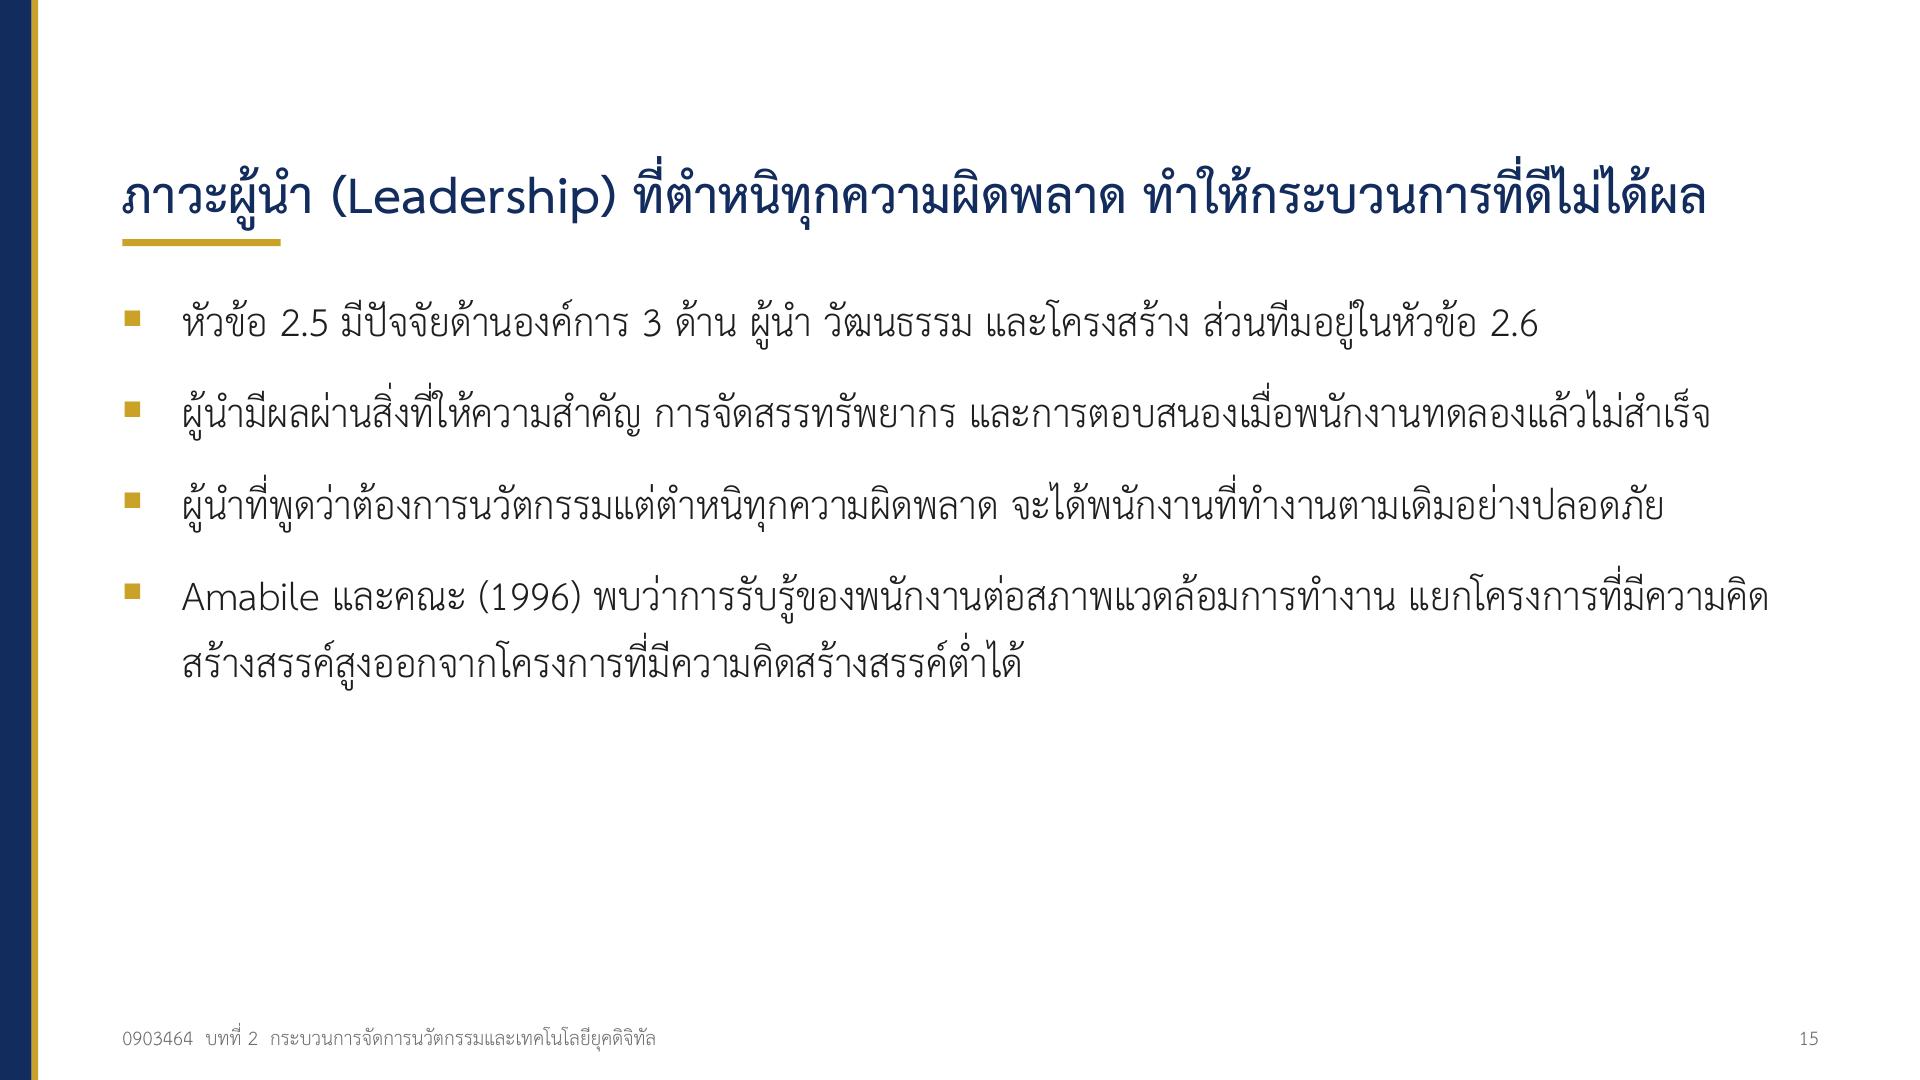 ภาวะผู้นำ (Leadership) ที่ตำหนิทุกความผิดพลาด ทำให้กระบวนการที่ดีไม่ได้ผล
หัวข้อ 2.5 มีปัจจัยด้านองค์การ 3 ด้าน ผู้นำ วัฒนธรรม และโครงสร้าง ส่วนทีมอยู่ในหัวข้อ 2.6
ผู้นำมีผลผ่านสิ่งที่ให้ความสำคัญ การจัดสรรทรัพยากร และการตอบสนองเมื่อพนักงานทดลองแล้วไม่สำเร็จ
ผู้นำที่พูดว่าต้องการนวัตกรรมแต่ตำหนิทุกความผิดพลาด จะได้พนักงานที่ทำงานตามเดิมอย่างปลอดภัย
Amabile และคณะ (1996) พบว่าการรับรู้ของพนักงานต่อสภาพแวดล้อมการทำงาน แยกโครงการที่มีความคิด
สร้างสรรค์สูงออกจากโครงการที่มีความคิดสร้างสรรค์ต่ำได้
0903464 บทที่ 2 กระบวนการจัดการนวัตกรรมและเทคโนโลยียุคดิจิทัล
15